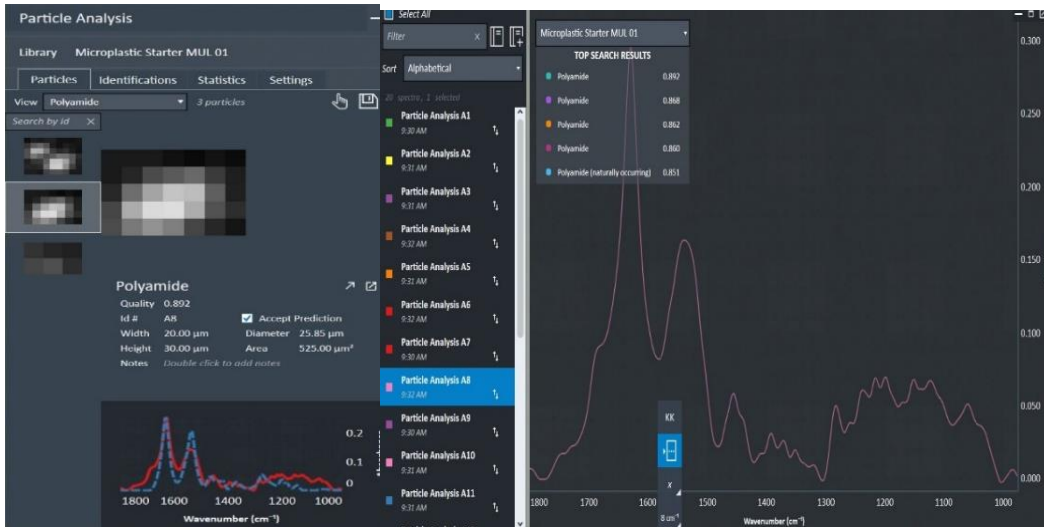 Particle Analysis
Library Microplastic Starter MUL 01
Particles Identifications Statistics Settings
View Polyamide 3 particles
Search by id X
Polyamide
Quality 0.892
Id # A8 Accept Prediction
Width 20.00 µm Diameter 25.85 µm
Height 30.00 µm Area 525.00 µm²
Notes Double click to add notes
0.2
0.1
0
1800 1600 1400 1200 1000
Wavenumber (cm⁻¹)
Select All
Filter X
Sort Alphabetical
20 spectra, 1 selected
Particle Analysis A1
9:30 AM
Particle Analysis A2
9:31 AM
Particle Analysis A3
9:31 AM
Particle Analysis A4
9:32 AM
Particle Analysis A5
9:31 AM
Particle Analysis A6
9:32 AM
Particle Analysis A7
9:30 AM
Particle Analysis A8
9:32 AM
Particle Analysis A9
9:30 AM
Particle Analysis A10
9:31 AM
Particle Analysis A11
9:31 AM
Microplastic Starter MUL 01
TOP SEARCH RESULTS
Polyamide 0.892
Polyamide 0.868
Polyamide 0.862
Polyamide 0.860
Polyamide (naturally occurring) 0.851
0.300
0.250
0.200
0.150
0.100
0.050
0.000
KK
x
8 cm⁻¹
1800 1700 1600 1500 1400 1300 1200 1100 1000
Wavenumber (cm⁻¹)